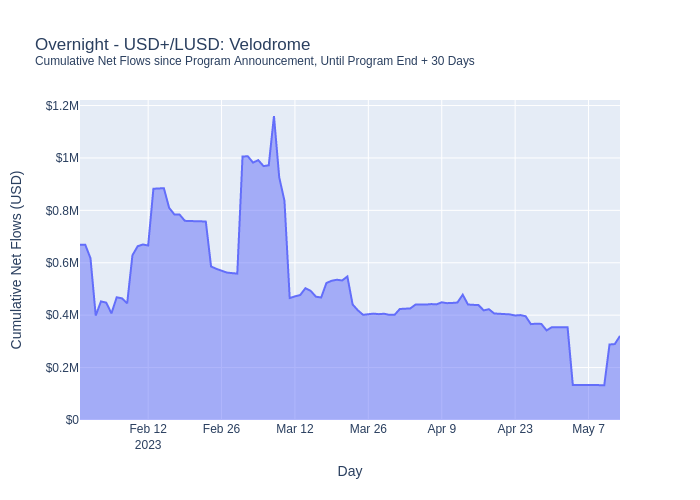 Overnight - USD+/LUSD: Velodrome
Cumulative Net Flows since Program Announcement, Until Program End + 30 Days
Cumulative Net Flows (USD)
$1.2M
$1M
$0.8M
$0.6M
$0.4M
$0.2M
$0
Feb 12 Feb 26 Mar 12 Mar 26 Apr 9 Apr 23 May 7
2023
Day